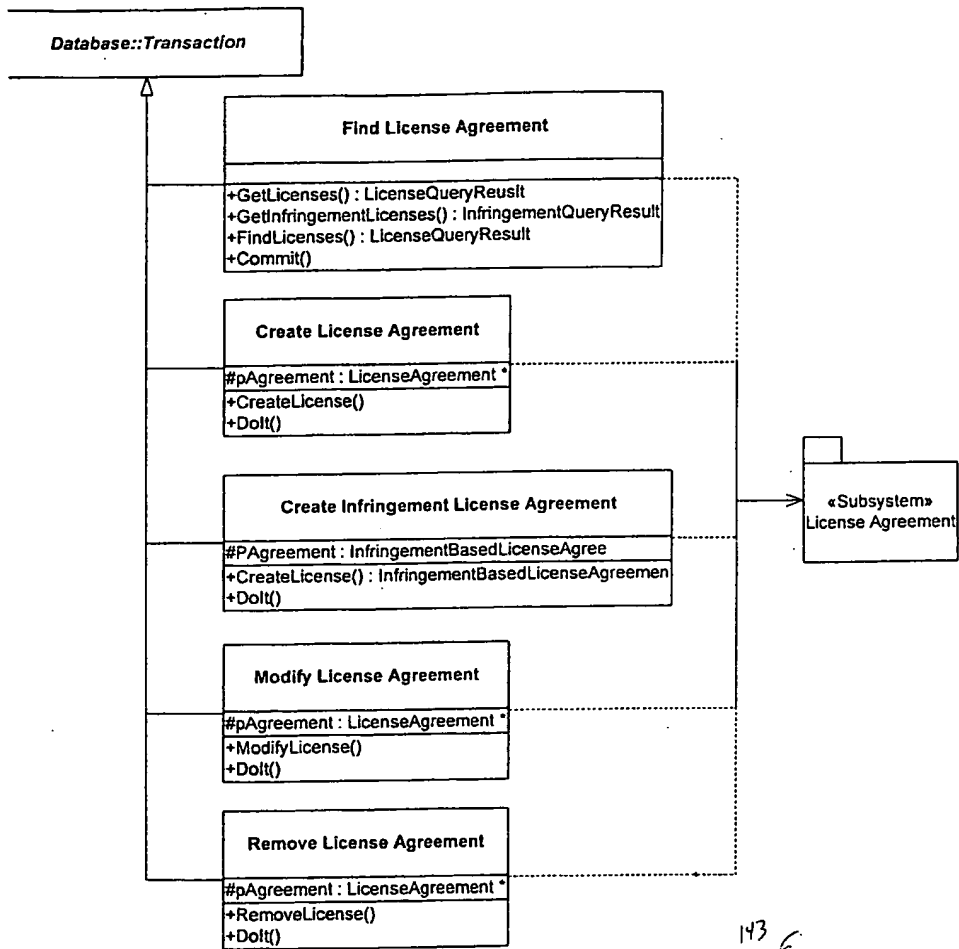 Database::Transaction
Find License Agreement
+GetLicenses() : LicenseQueryReuslt
+GetInfringementLicenses() : InfringementQueryResult
+FindLicenses() : LicenseQueryResult
+Commit()
Create License Agreement
#pAgreement : LicenseAgreement *
+CreateLicense()
+DoIt()
Create Infringement License Agreement
#PAgreement : InfringementBasedLicenseAgree
+CreateLicense() : InfringementBasedLicenseAgreemen
+DoIt()
«Subsystem»
License Agreement
Modify License Agreement
#pAgreement : LicenseAgreement *
+ModifyLicense()
+DoIt()
Remove License Agreement
#pAgreement : LicenseAgreement *
+RemoveLicense()
+DoIt()
143